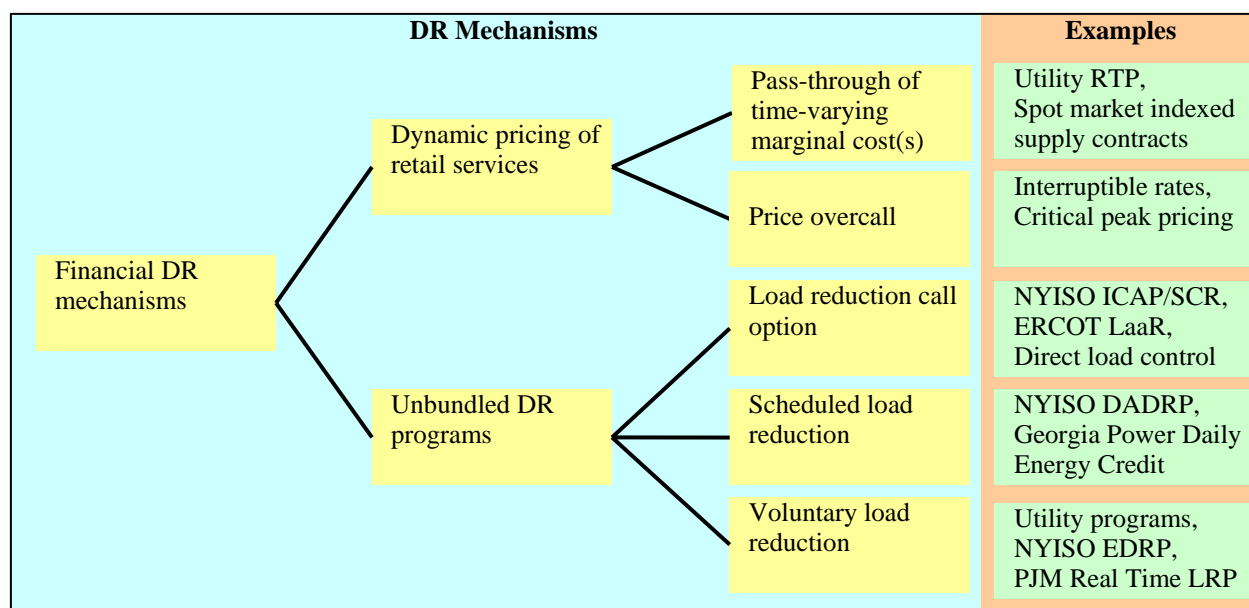 DR Mechanisms
Examples
Financial DR
mechanisms
Dynamic pricing of
retail services
Unbundled DR
programs
Pass-through of
time-varying
marginal cost(s)
Price overcall
Load reduction call
option
Scheduled load
reduction
Voluntary load
reduction
Utility RTP,
Spot market indexed
supply contracts
Interruptible rates,
Critical peak pricing
NYISO ICAP/SCR,
ERCOT LaaR,
Direct load control
NYISO DADRP,
Georgia Power Daily
Energy Credit
Utility programs,
NYISO EDRP,
PJM Real Time LRP